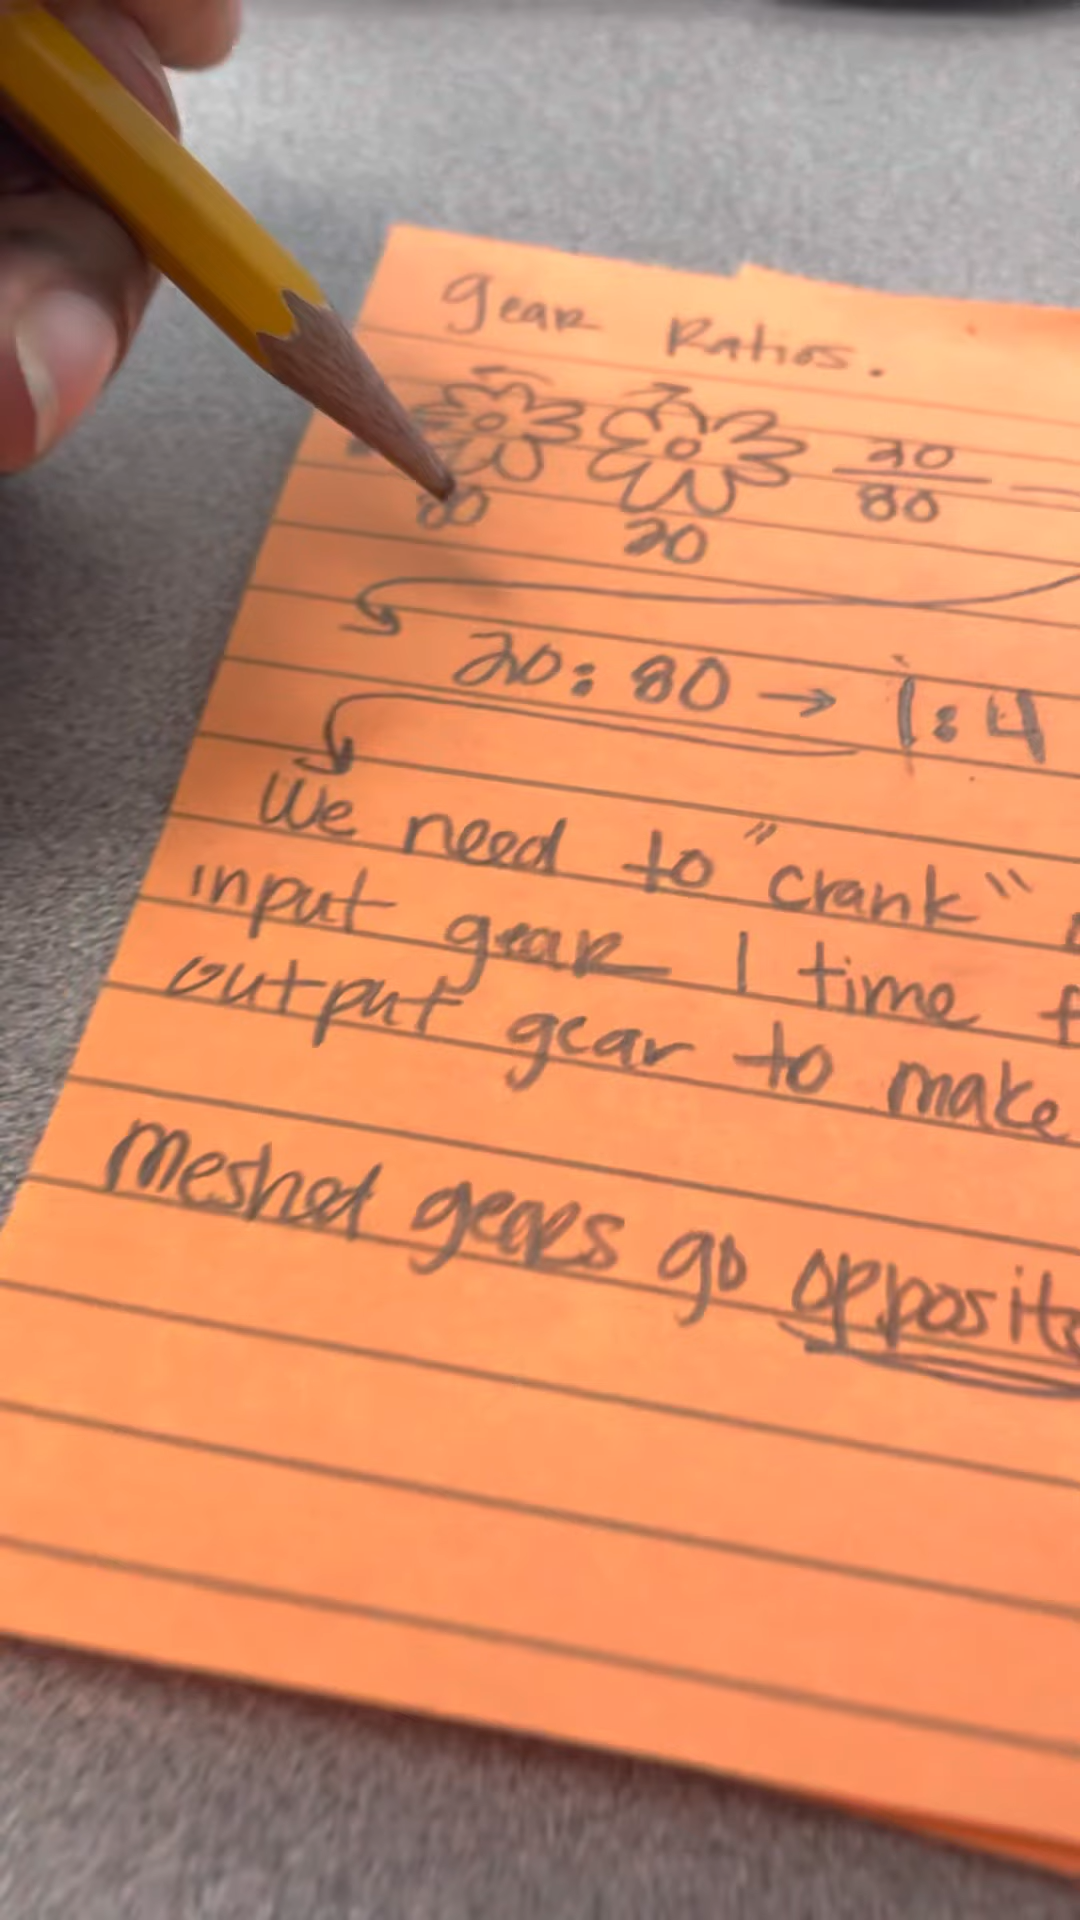 Gear Ratios.
20
80
80
20
20:80 → 1:4
We need to "crank"
input gear 1 time
output gear to make
Meshed gears go